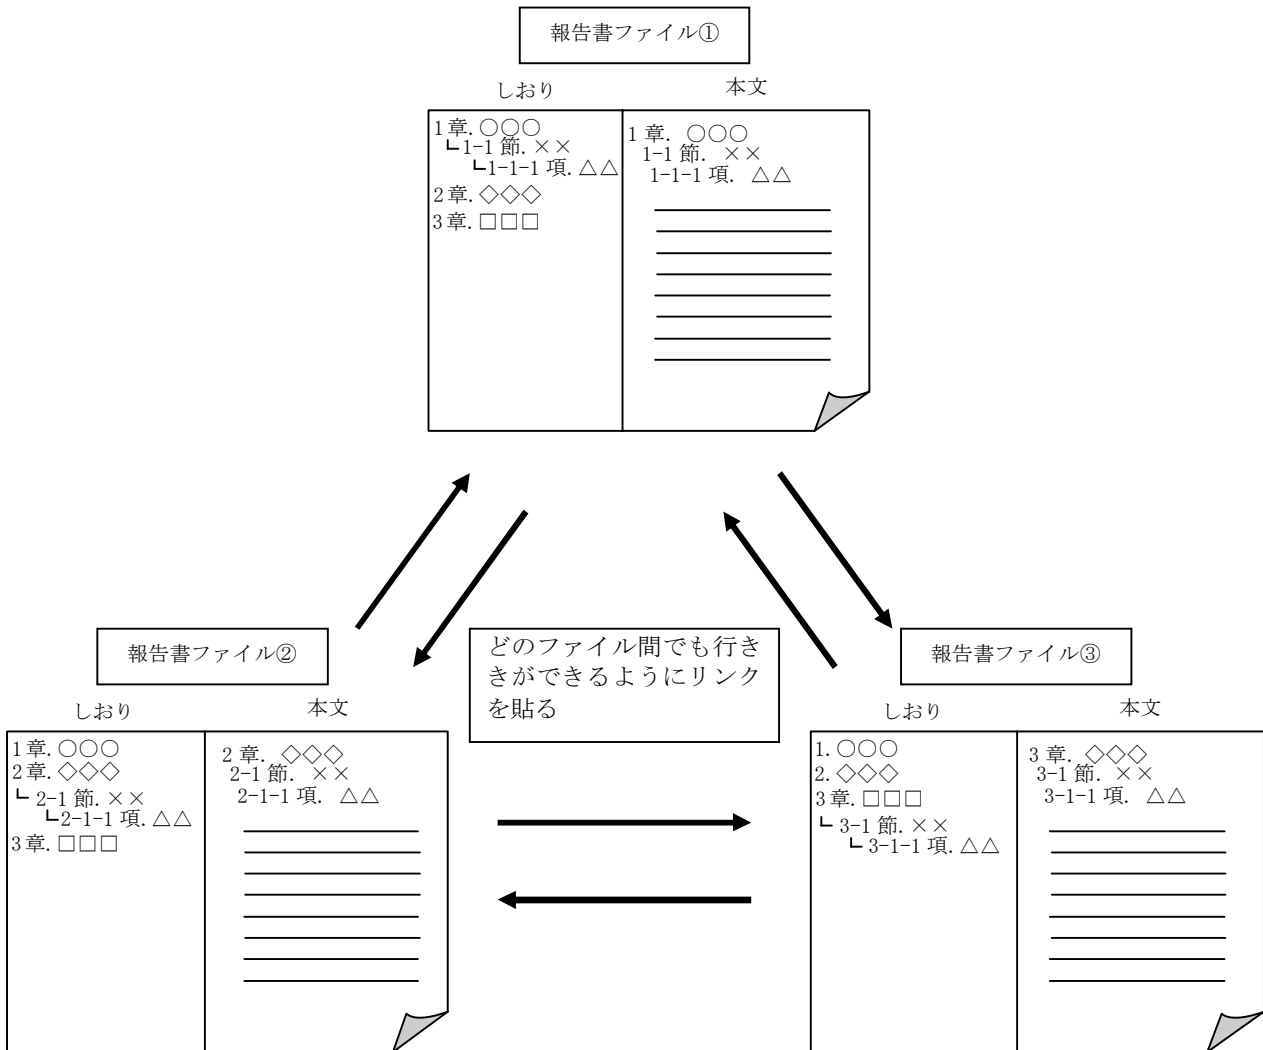 報告書ファイル①
しおり
本文
1章.○○○
┗1-1節.××
┗1-1-1項.△△
2章.◇◇◇
3章.□□□
1章. ○○○
1-1節. ××
1-1-1項. △△
どのファイル間でも行き
きができるようにリンク
を貼る
報告書ファイル②
しおり
本文
1章.○○○
2章.◇◇◇
┗ 2-1節.××
┗2-1-1項.△△
3章.□□□
2章. ◇◇◇
2-1節. ××
2-1-1項. △△
報告書ファイル③
しおり
本文
1.○○○
2.◇◇◇
3章.□□□
┗ 3-1節.××
┗ 3-1-1項.△△
3章. ◇◇◇
3-1節. ××
3-1-1項. △△